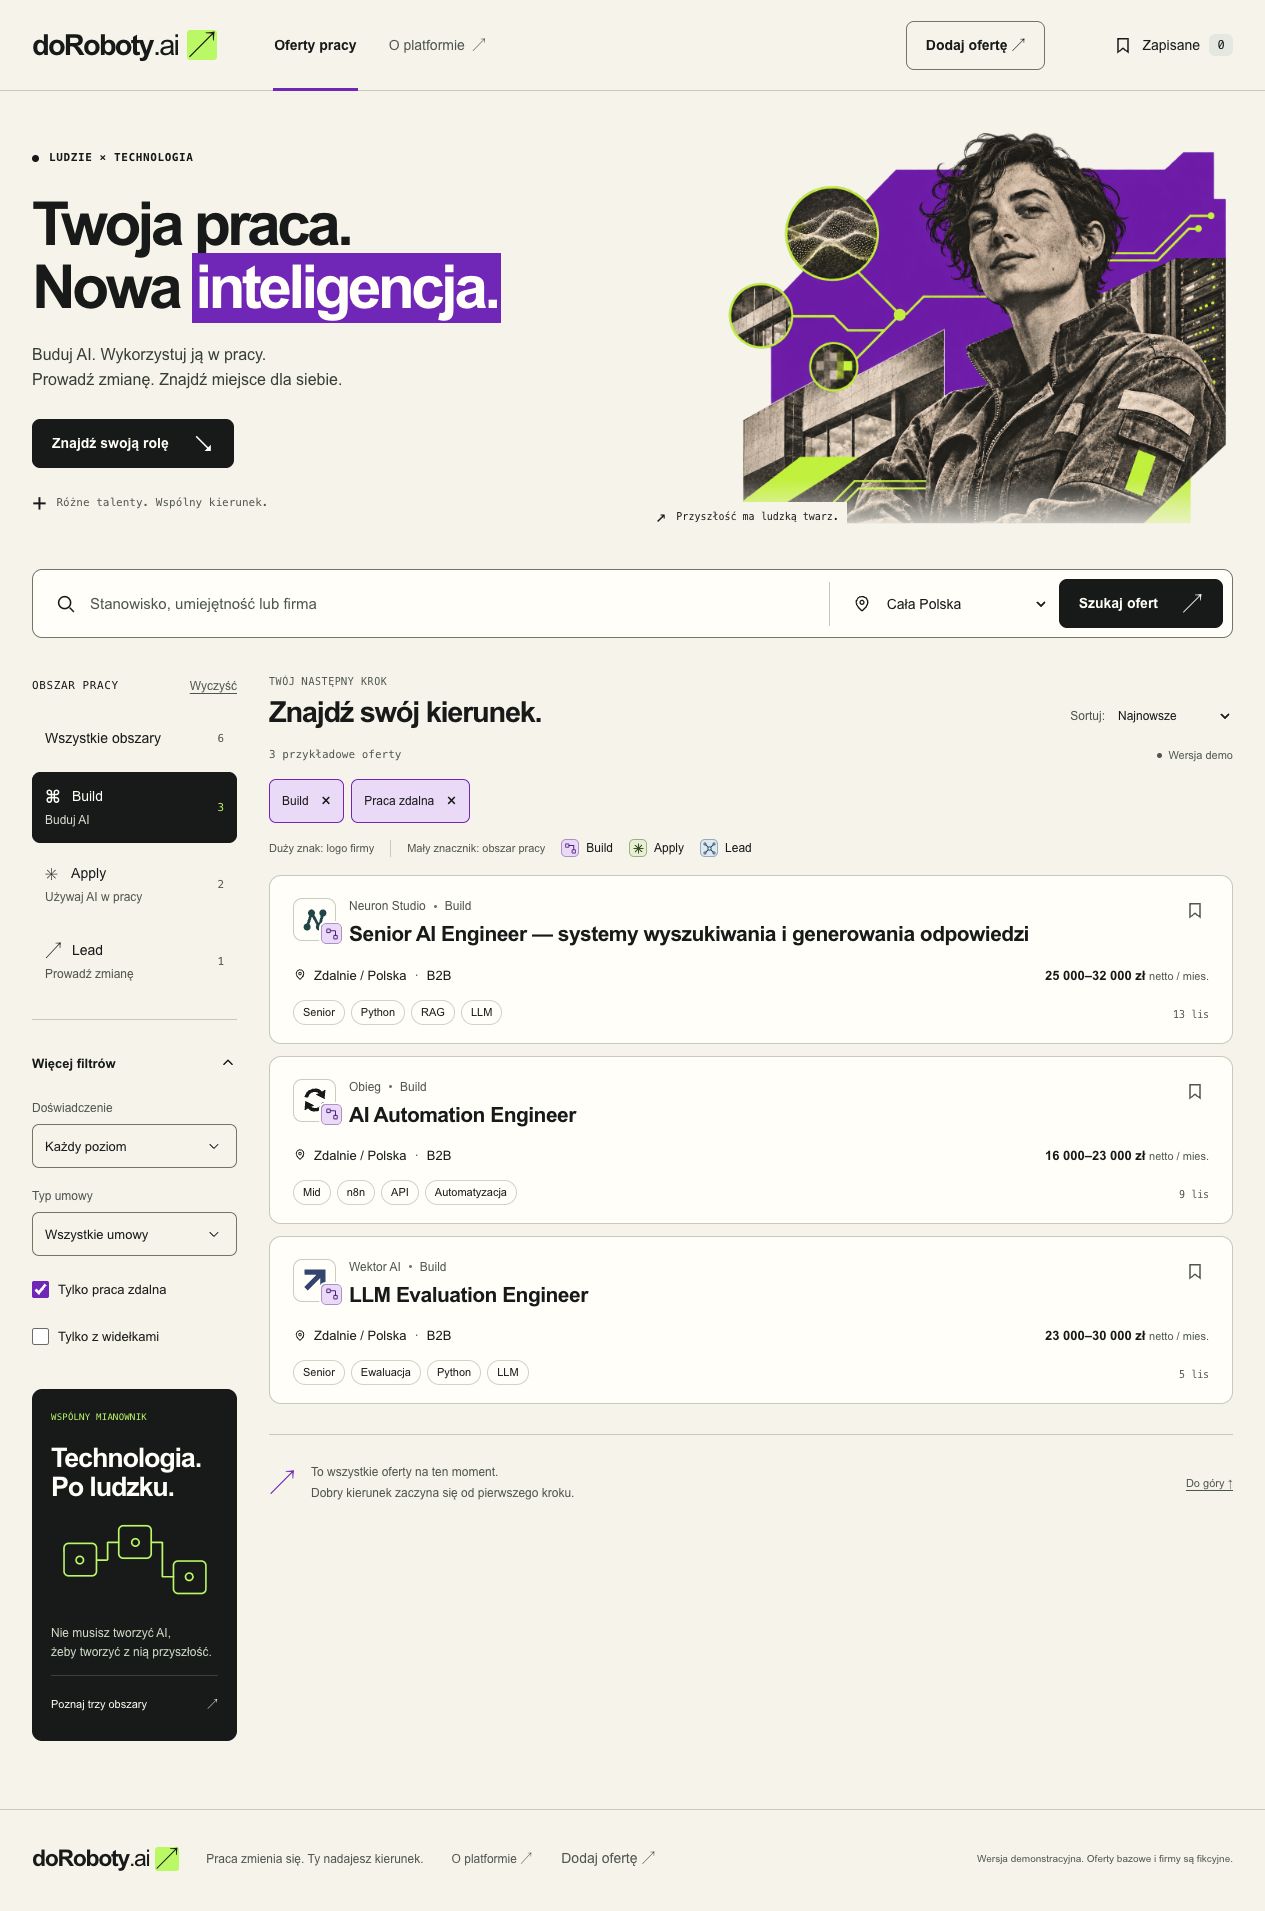 doRoboty.ai
Oferty pracy
O platformie
Dodaj ofertę
Zapisane 0
LUDZIE × TECHNOLOGIA
Twoja praca.
Nowa inteligencja.
Buduj AI. Wykorzystuj ją w pracy.
Prowadź zmianę. Znajdź miejsce dla siebie.
Znajdź swoją rolę
Różne talenty. Wspólny kierunek.
Przyszłość ma ludzką twarz.
Stanowisko, umiejętność lub firma
Cała Polska
Szukaj ofert
OBSZAR PRACY
Wyczyść
Wszystkie obszary 6
Build
Buduj AI
3
Apply
Używaj AI w pracy
2
Lead
Prowadź zmianę
1
Więcej filtrów
Doświadczenie
Każdy poziom
Typ umowy
Wszystkie umowy
Tylko praca zdalna
Tylko z widełkami
WSPÓLNY MIANOWNIK
Technologia.
Po ludzku.
Nie musisz tworzyć AI,
żeby tworzyć z nią przyszłość.
Poznaj trzy obszary
TWÓJ NASTĘPNY KROK
Znajdź swój kierunek.
Sortuj: Najnowsze
3 przykładowe oferty
Wersja demo
Build ×
Praca zdalna ×
Duży znak: logo firmy
Mały znacznik: obszar pracy
Build
Apply
Lead
Neuron Studio • Build
Senior AI Engineer — systemy wyszukiwania i generowania odpowiedzi
Zdalnie / Polska · B2B
25 000–32 000 zł netto / mies.
Senior Python RAG LLM
13 lis
Obieg • Build
AI Automation Engineer
Zdalnie / Polska · B2B
16 000–23 000 zł netto / mies.
Mid n8n API Automatyzacja
9 lis
Wektor AI • Build
LLM Evaluation Engineer
Zdalnie / Polska · B2B
23 000–30 000 zł netto / mies.
Senior Ewaluacja Python LLM
5 lis
To wszystkie oferty na ten moment.
Dobry kierunek zaczyna się od pierwszego kroku.
Do góry ↑
doRoboty.ai
Praca zmienia się. Ty nadajesz kierunek.
O platformie
Dodaj ofertę
Wersja demonstracyjna. Oferty bazowe i firmy są fikcyjne.